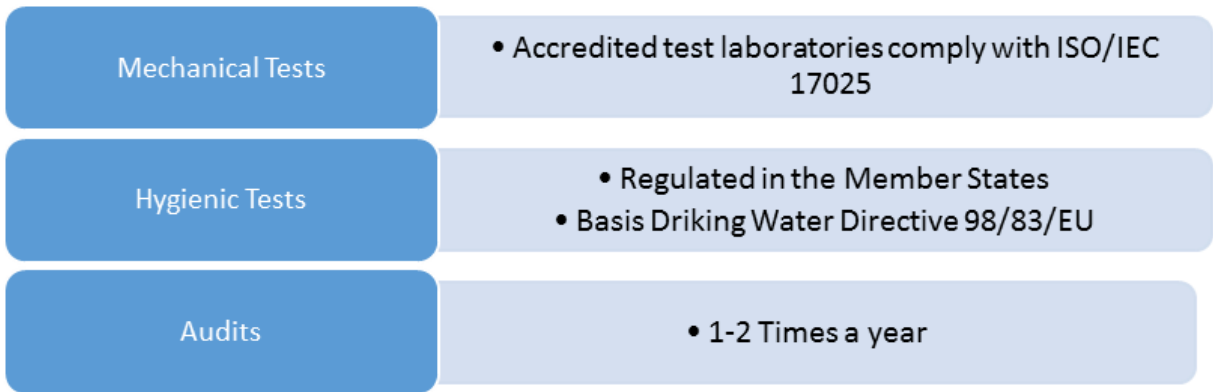 Mechanical Tests
• Accredited test laboratories comply with ISO/IEC
17025
Hygienic Tests
• Regulated in the Member States
• Basis Driking Water Directive 98/83/EU
Audits
• 1-2 Times a year